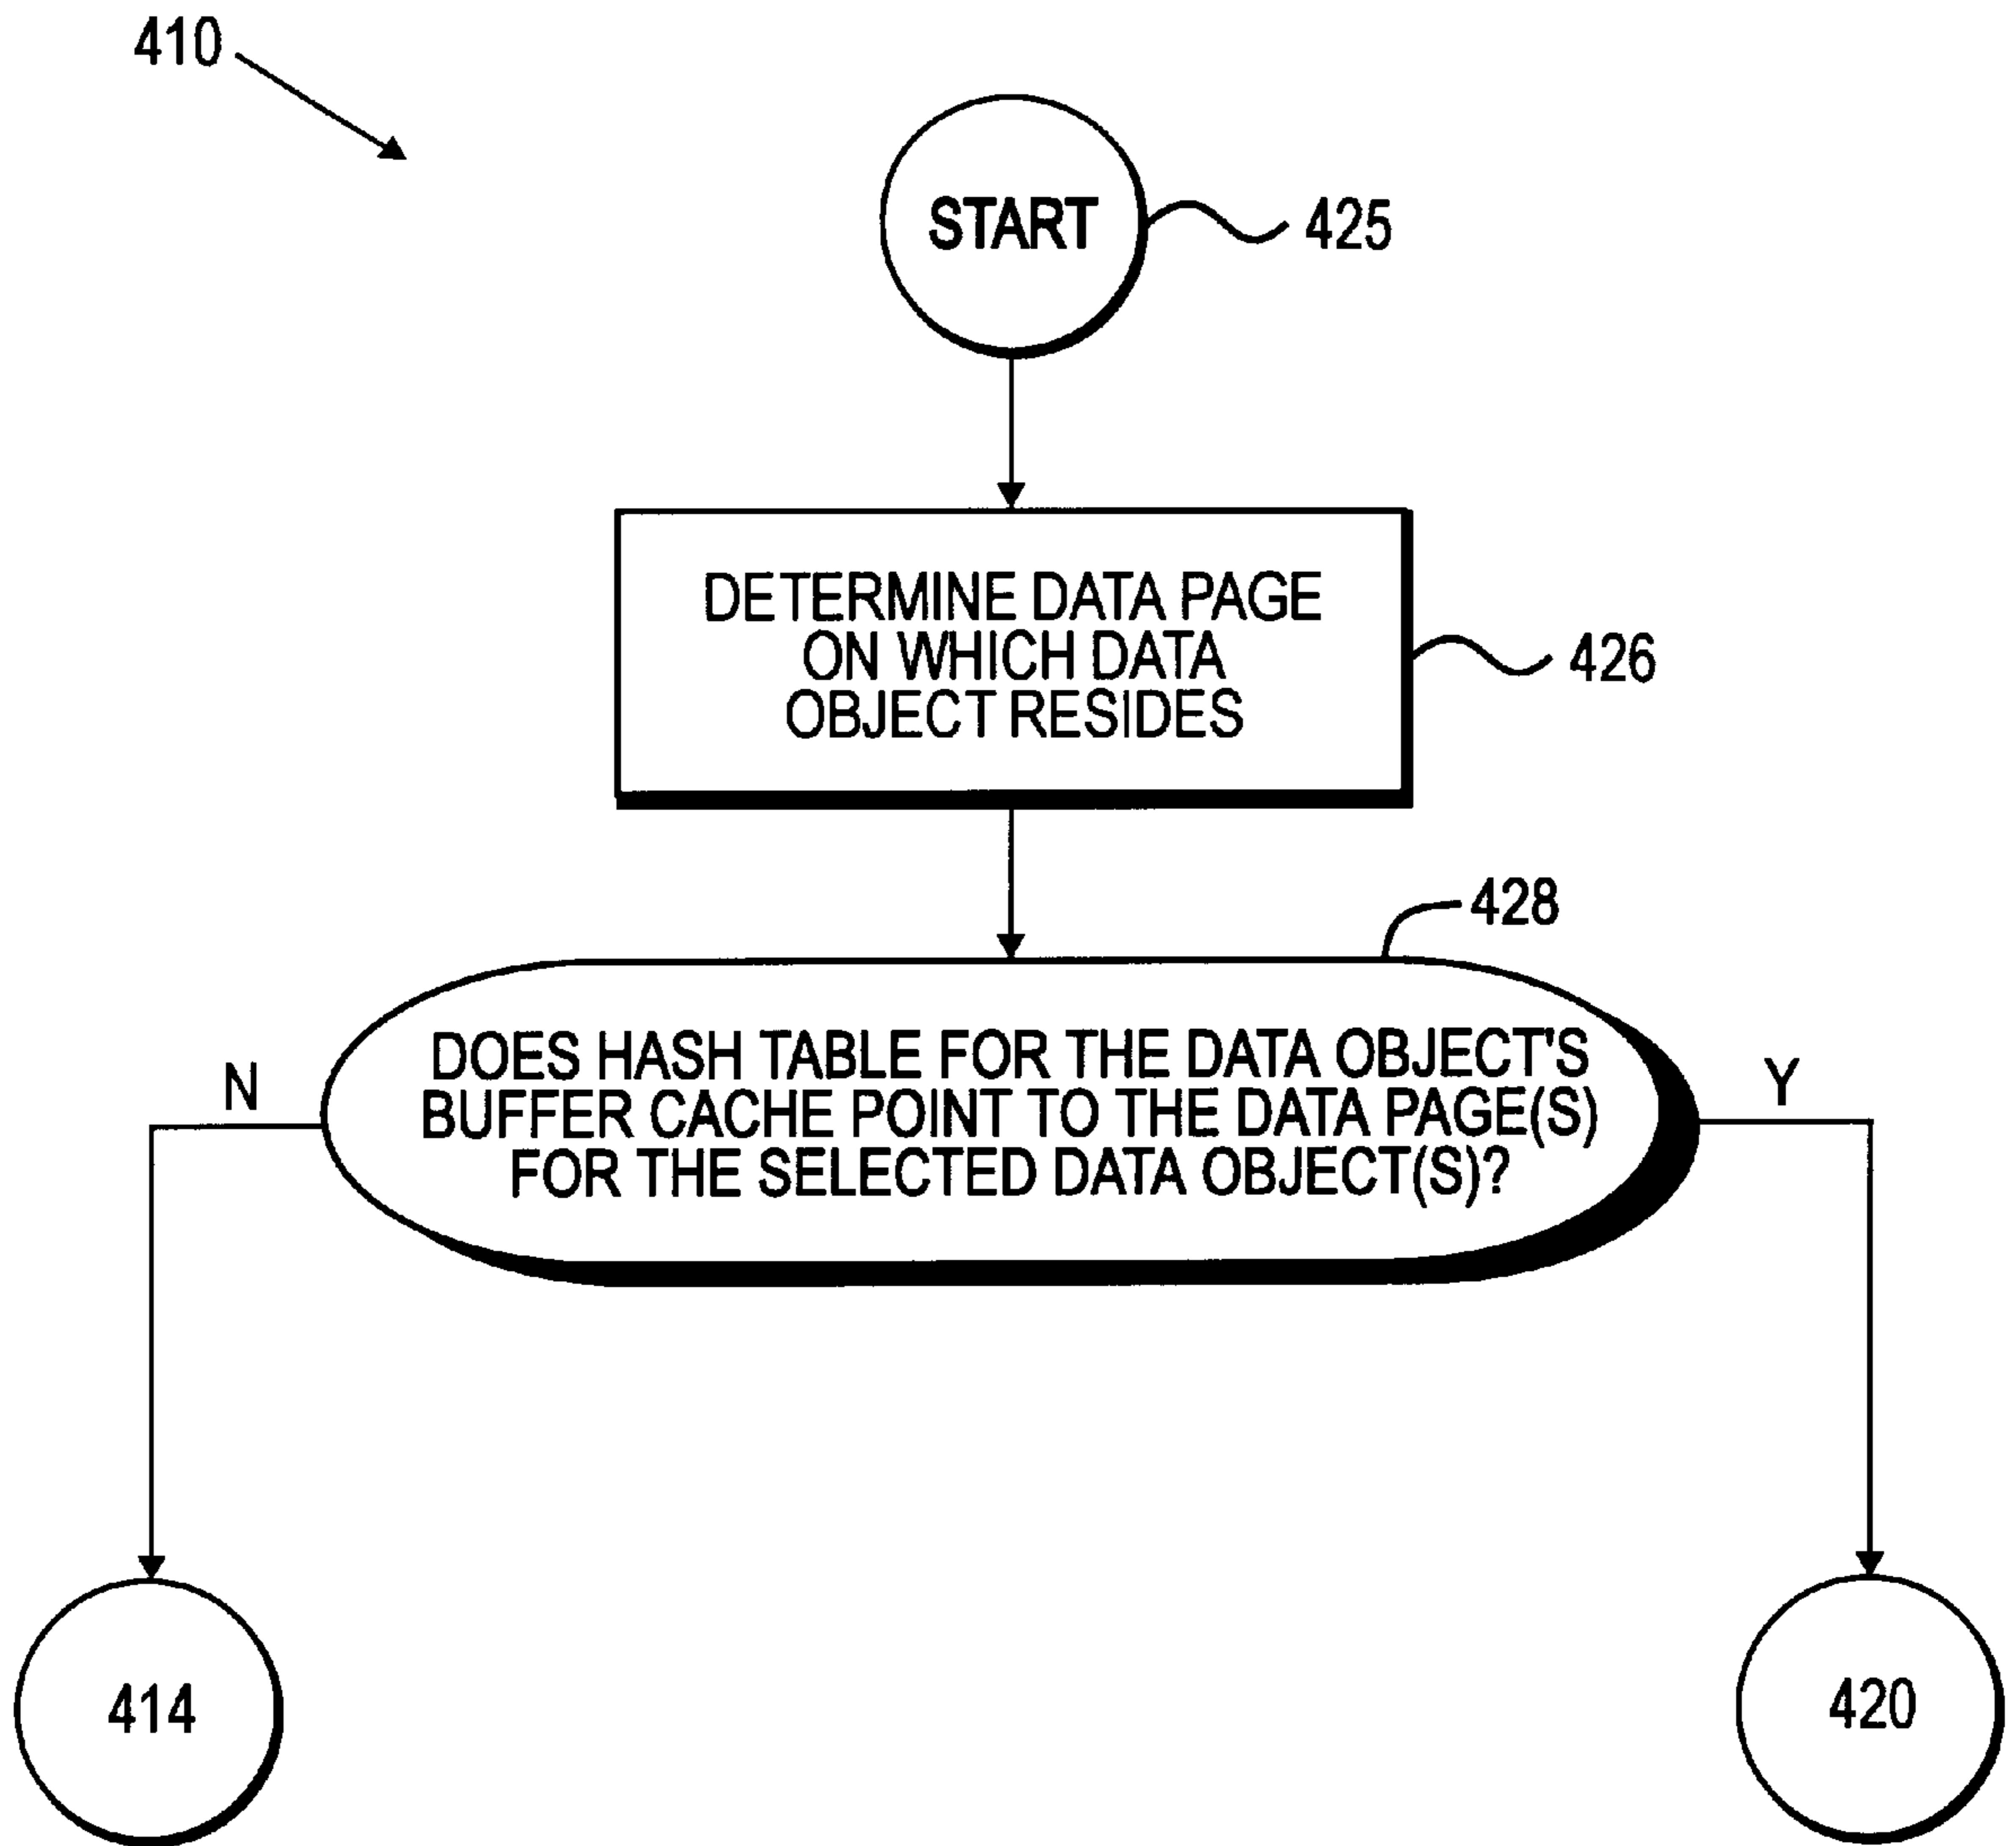 410
START
425
DETERMINE DATA PAGE
ON WHICH DATA
OBJECT RESIDES
426
428
DOES HASH TABLE FOR THE DATA OBJECT'S
BUFFER CACHE POINT TO THE DATA PAGE(S)
FOR THE SELECTED DATA OBJECT(S)?
N
Y
414
420